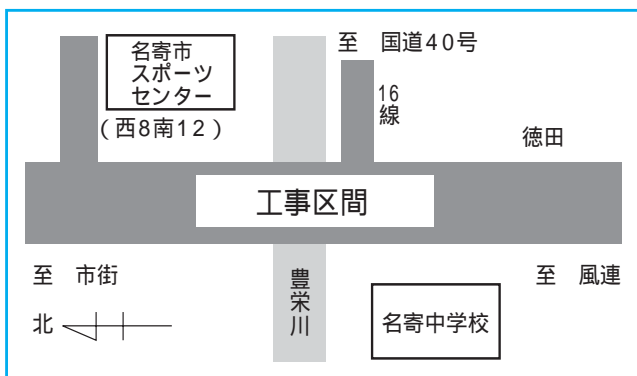 名寄市
スポーツ
センター
(西8南12)
至 国道40号
16線
徳田
工事区間
至 市街
豊栄川
至 風連
北
名寄中学校